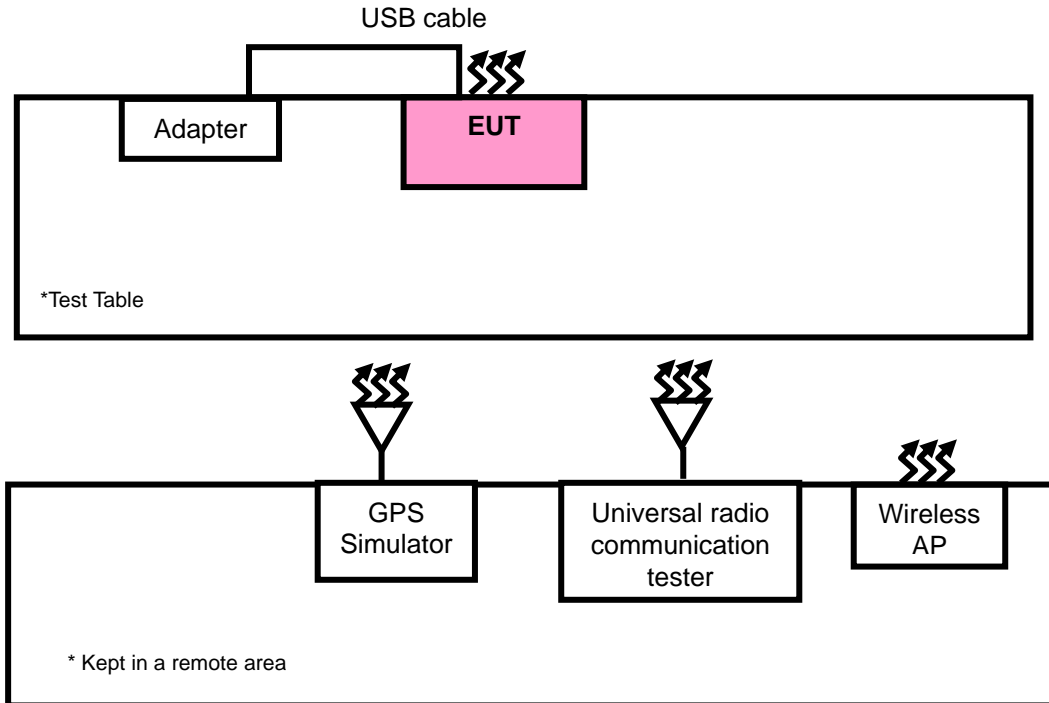 USB cable
Adapter
EUT
*Test Table
GPS
Simulator
Universal radio
communication
tester
Wireless
AP
* Kept in a remote area